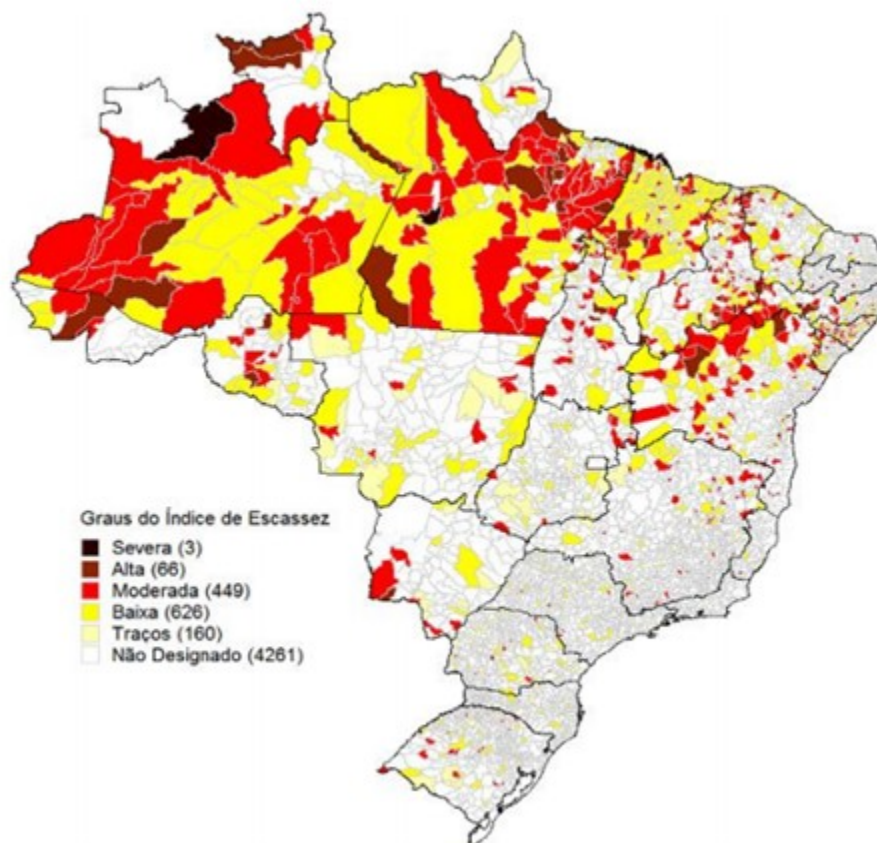 Graus do Índice de Escassez
Severa (3)
Alta (66)
Moderada (449)
Baixa (626)
Traços (160)
Não Designado (4261)